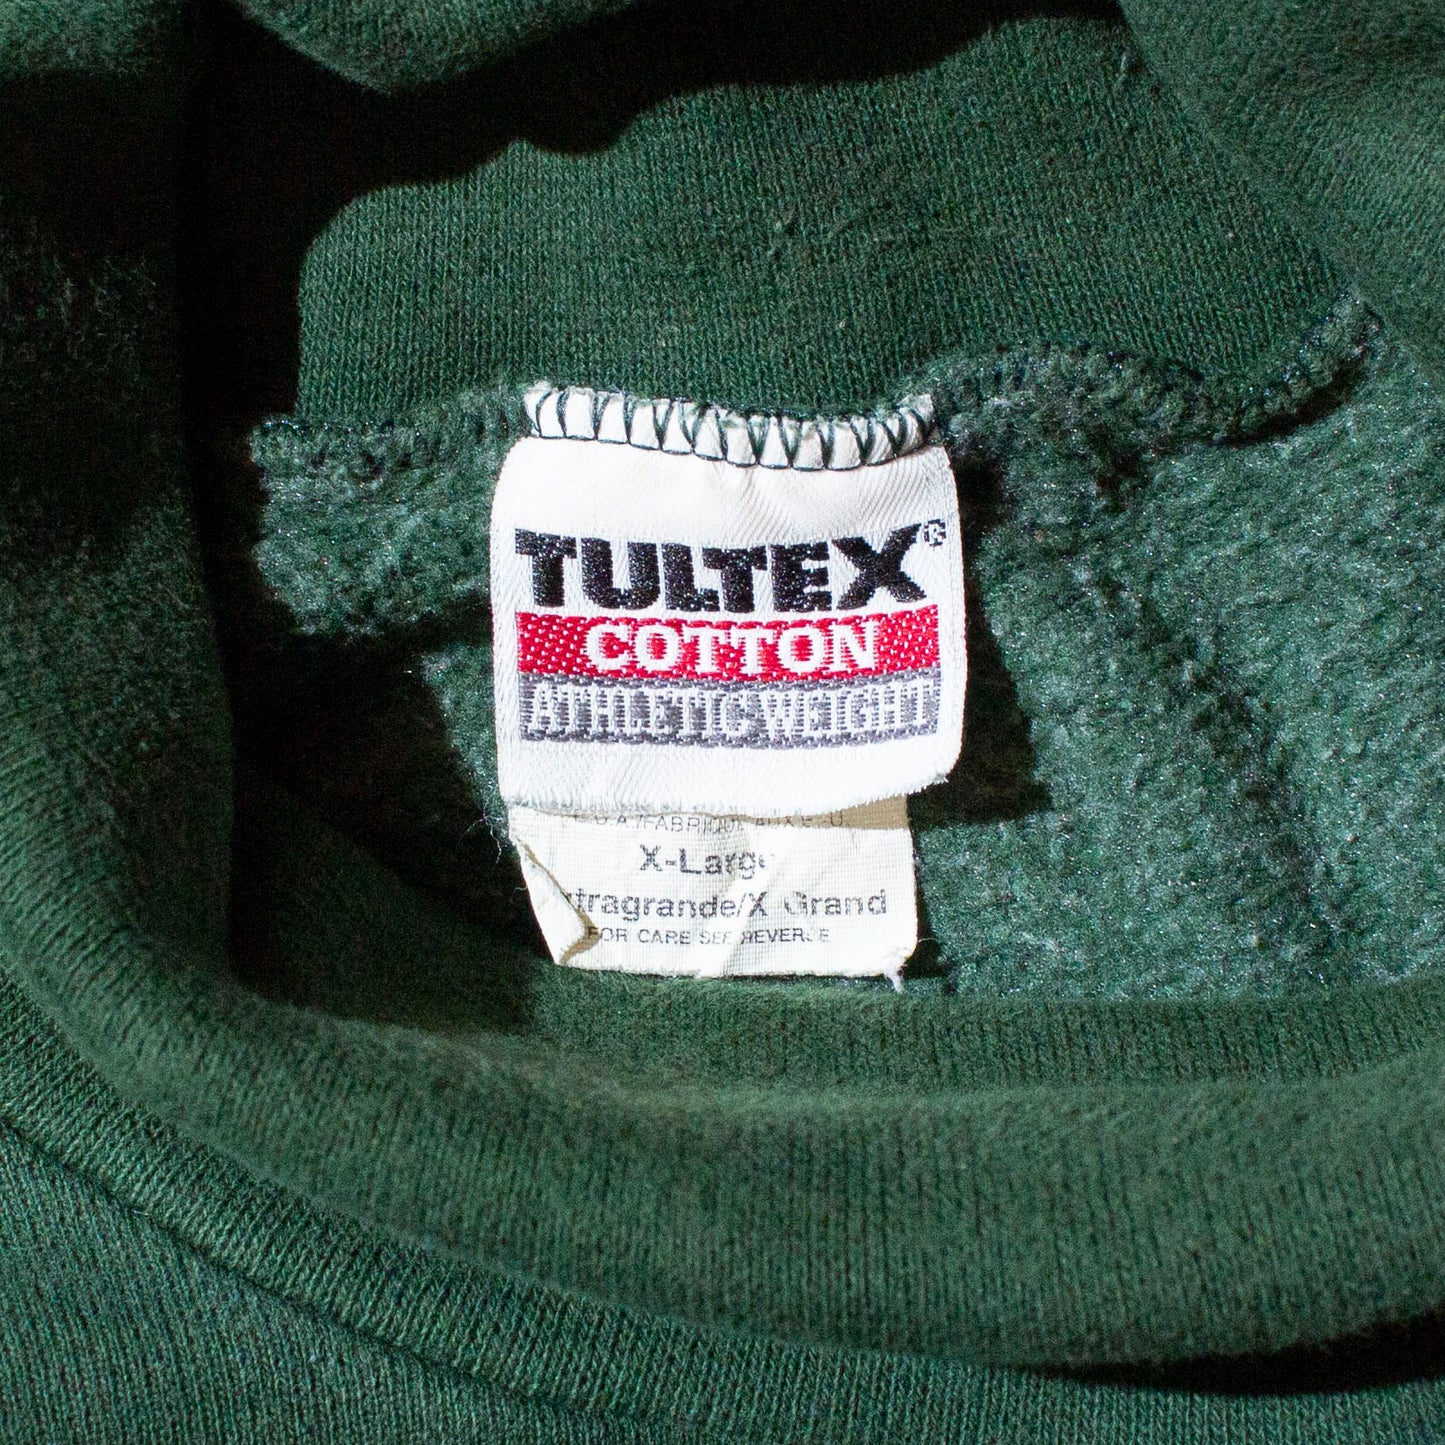 TULTEX®
COTTON
ATHLETIC WEIGHT
X-Large
X Grand
FOR CARE SEE REVERSE